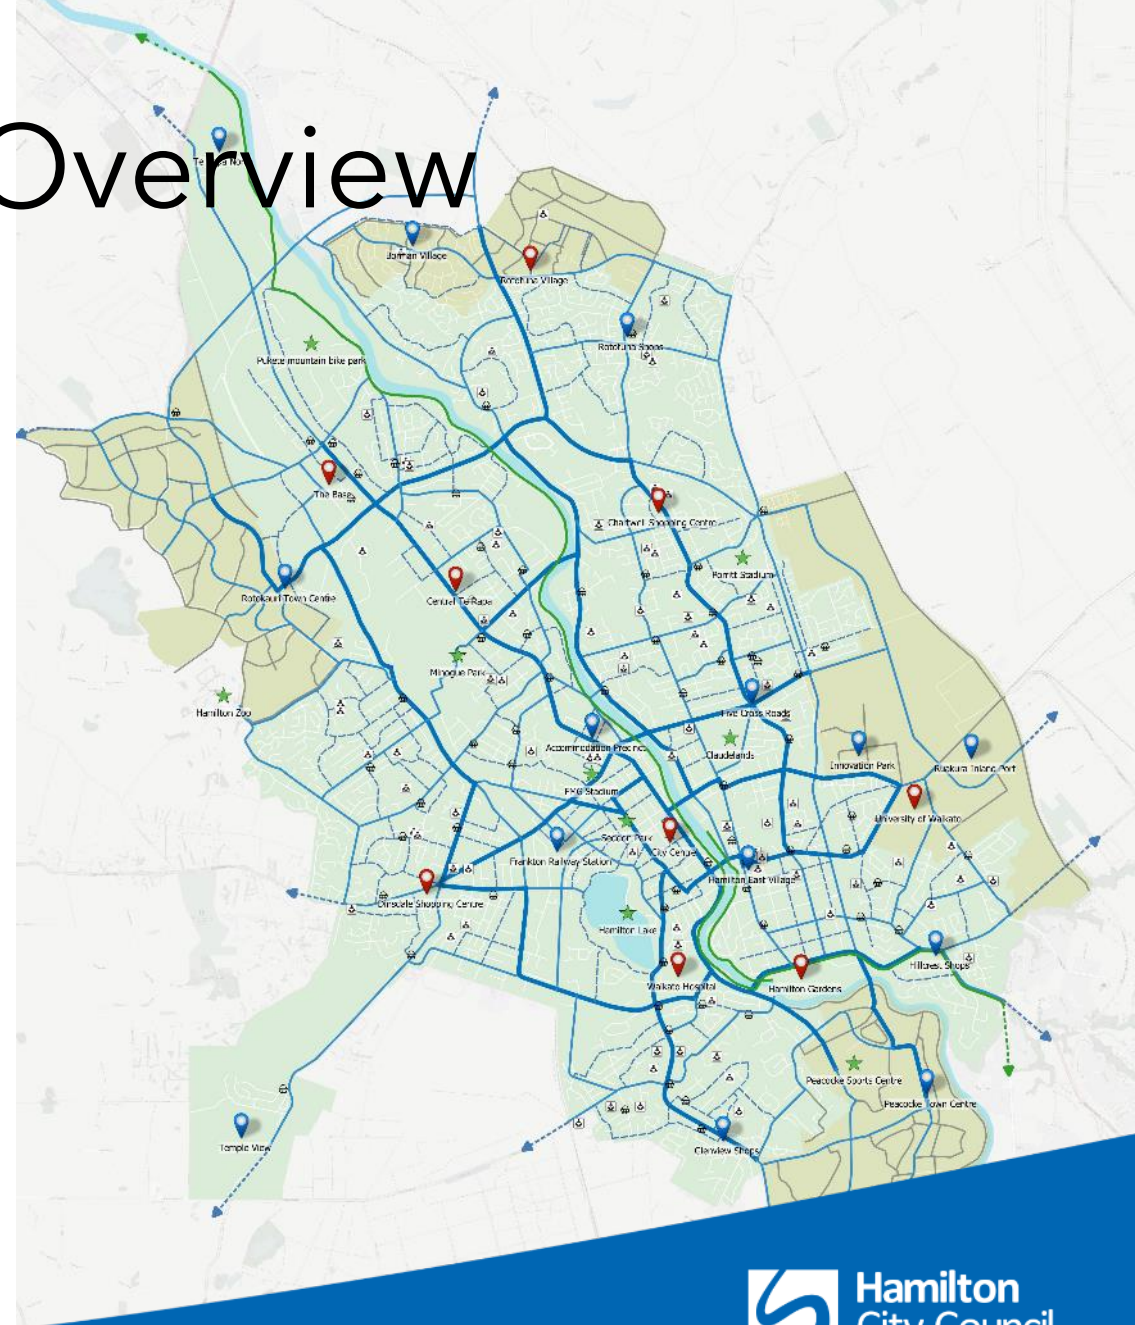 Overview
Borman Village
Rototuna Village
Rototuna Shops
Pukete mountain bike park
The Base
Chartwell Shopping Centre
Porritt Stadium
Rotokauri Town Centre
Central Te Rapa
Minogue Park
Hamilton Zoo
Five Cross Roads
Accommodation Precinct
Claudelands
Innovation Park
Ruakura Inland Port
FMG Stadium
University of Waikato
Seddon Park
City Centre
Frankton Railway Station
Hamilton East Village
Dinsdale Shopping Centre
Hamilton Lake
Hillcrest Shops
Waikato Hospital
Hamilton Gardens
Peacocke Sports Centre
Peacocke Town Centre
Temple View
Glenview Shops
Hamilton
City Council